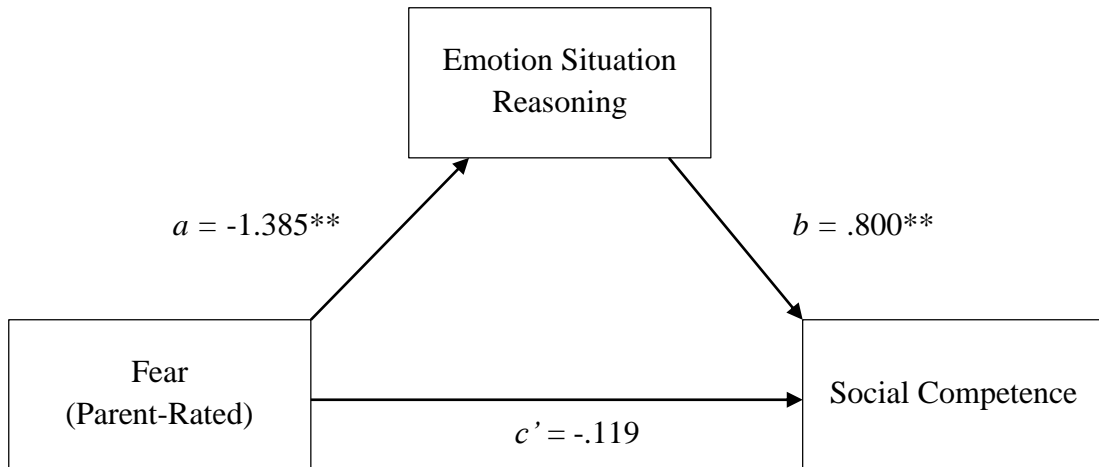 Emotion Situation
Reasoning
a = -1.385**
b = .800**
Fear
(Parent-Rated)
Social Competence
c’ = -.119